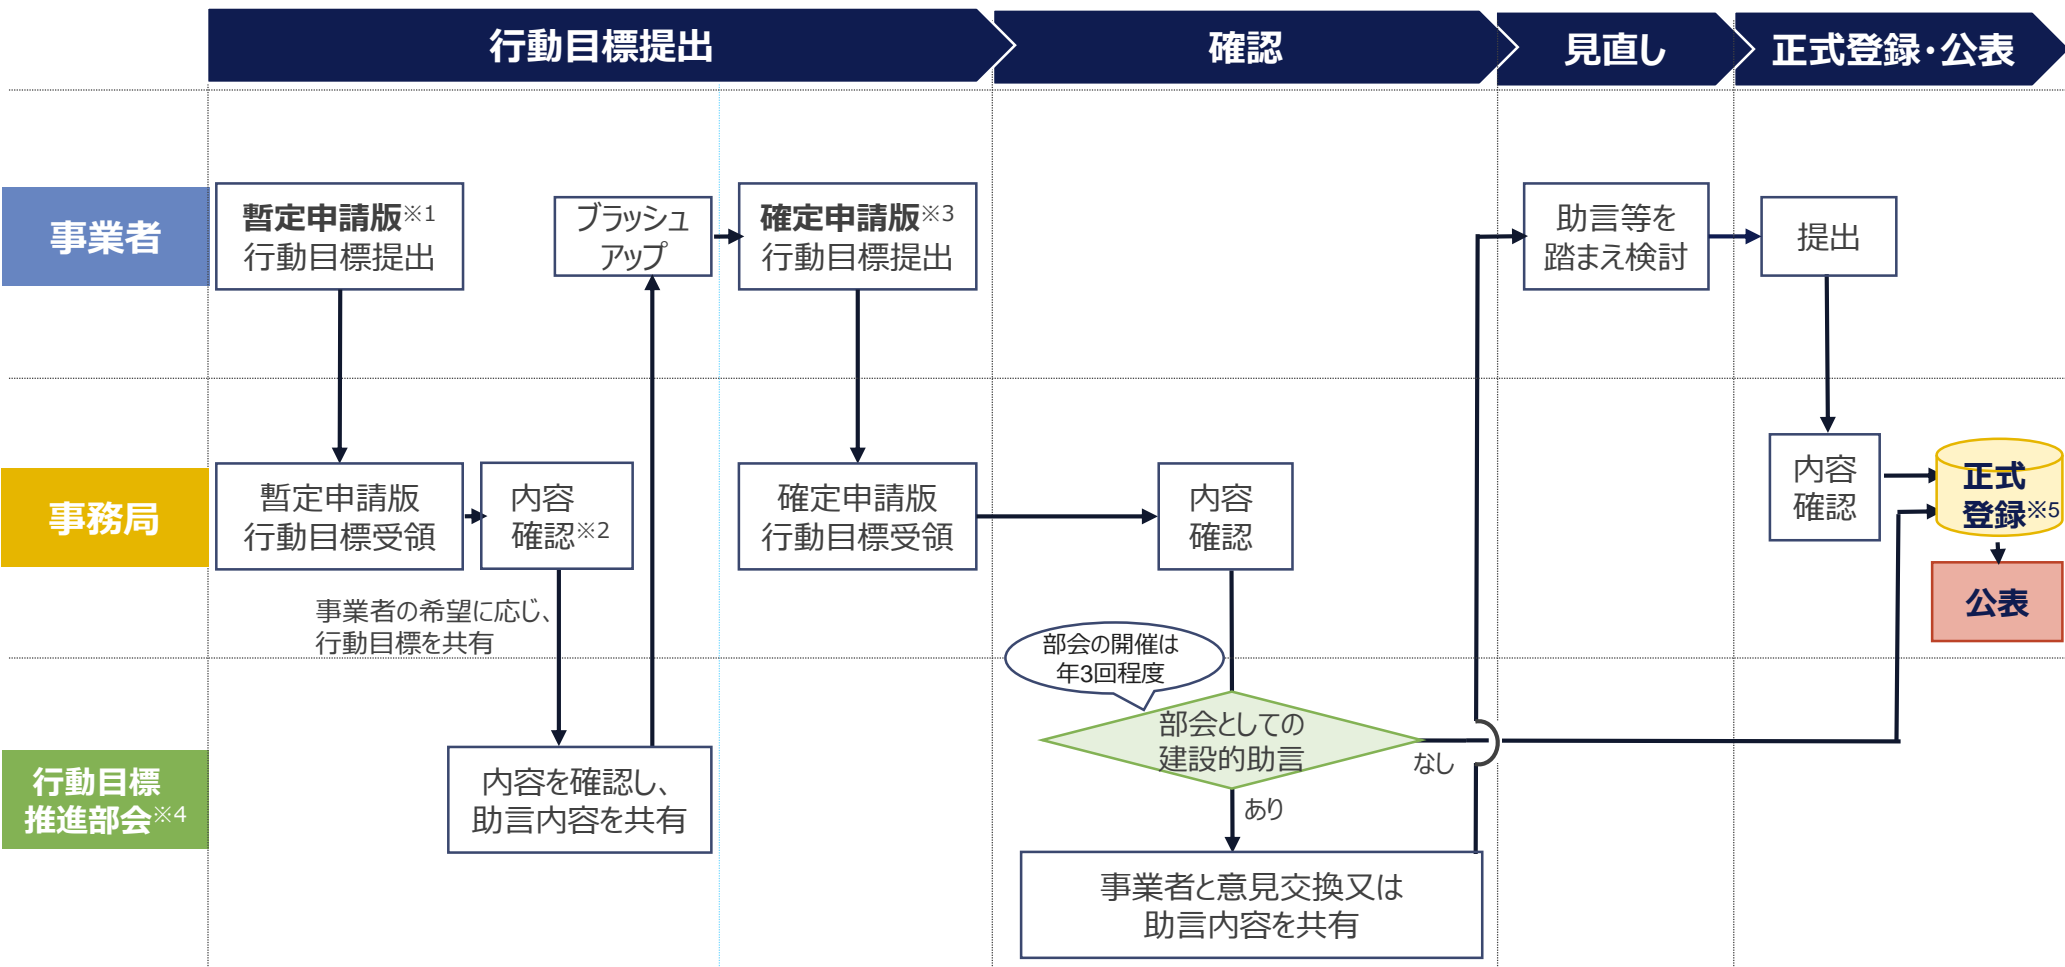 行動目標提出
確認
見直し
正式登録・公表
事業者
暫定申請版※1
行動目標提出
ブラッシュ
アップ
確定申請版※3
行動目標提出
助言等を
踏まえ検討
提出
事務局
暫定申請版
行動目標受領
内容
確認※2
確定申請版
行動目標受領
内容
確認
内容
確認
正式
登録※5
公表
事業者の希望に応じ、
行動目標を共有
部会の開催は
年3回程度
行動目標
推進部会※4
内容を確認し、
助言内容を共有
部会としての
建設的助言
なし
あり
事業者と意見交換又は
助言内容を共有